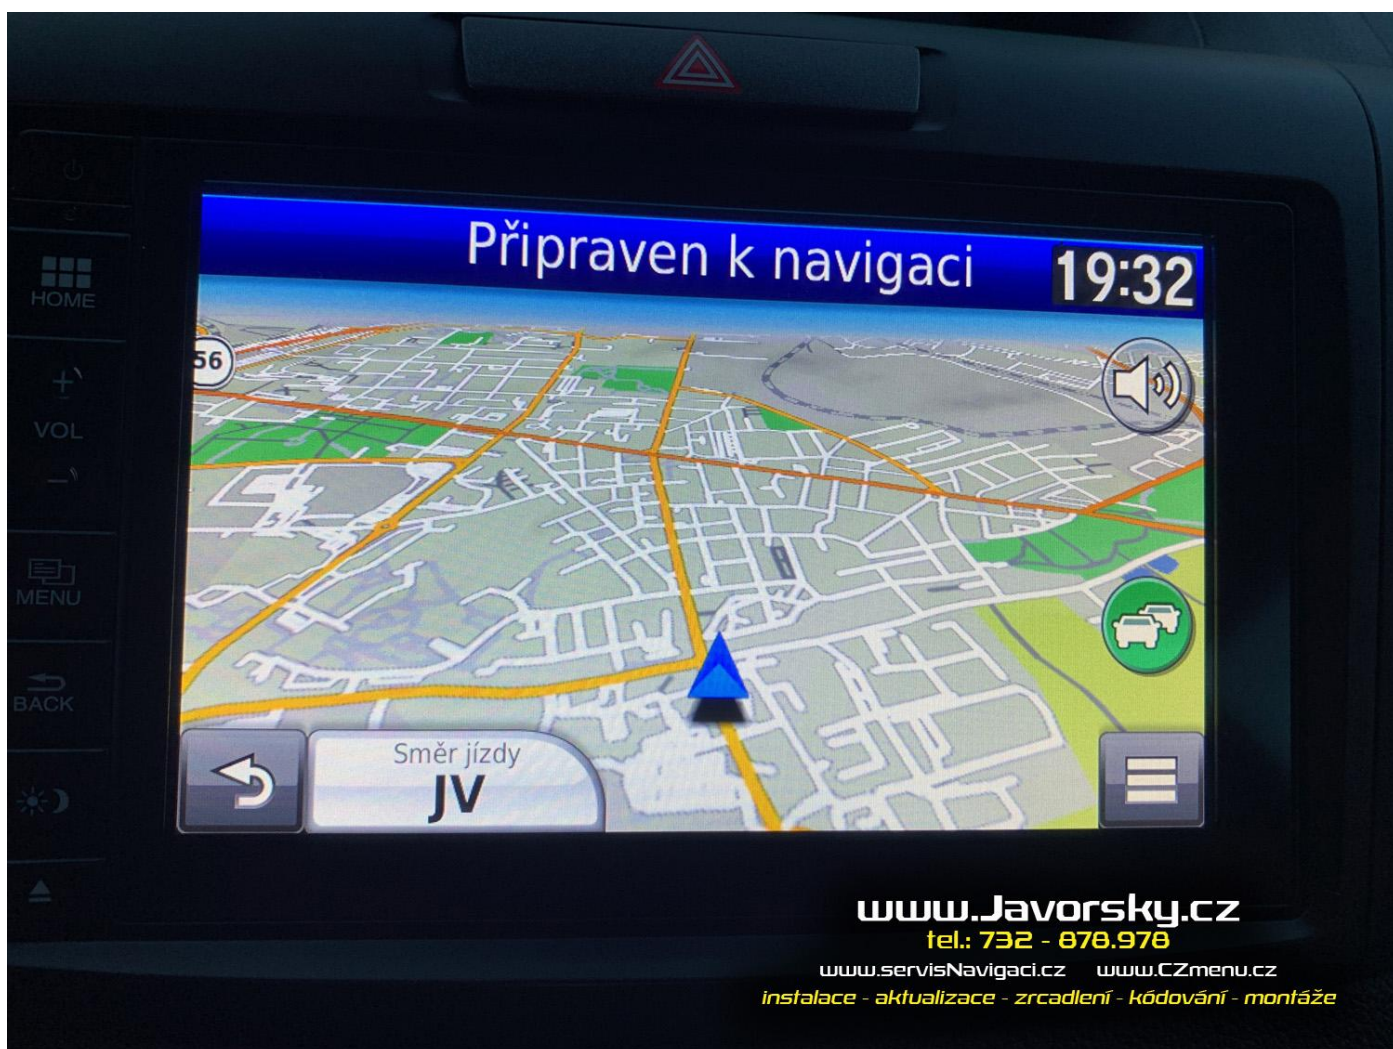 Připraven k navigaci
19:32
HOME
56
VOL
MENU
BACK
Směr jízdy
JV
www.Javorsky.cz
tel.: 732 - 878.978
www.servisNavigaci.cz www.CZmenu.cz
instalace - aktualizace - zrcadlení - kódování - montáže